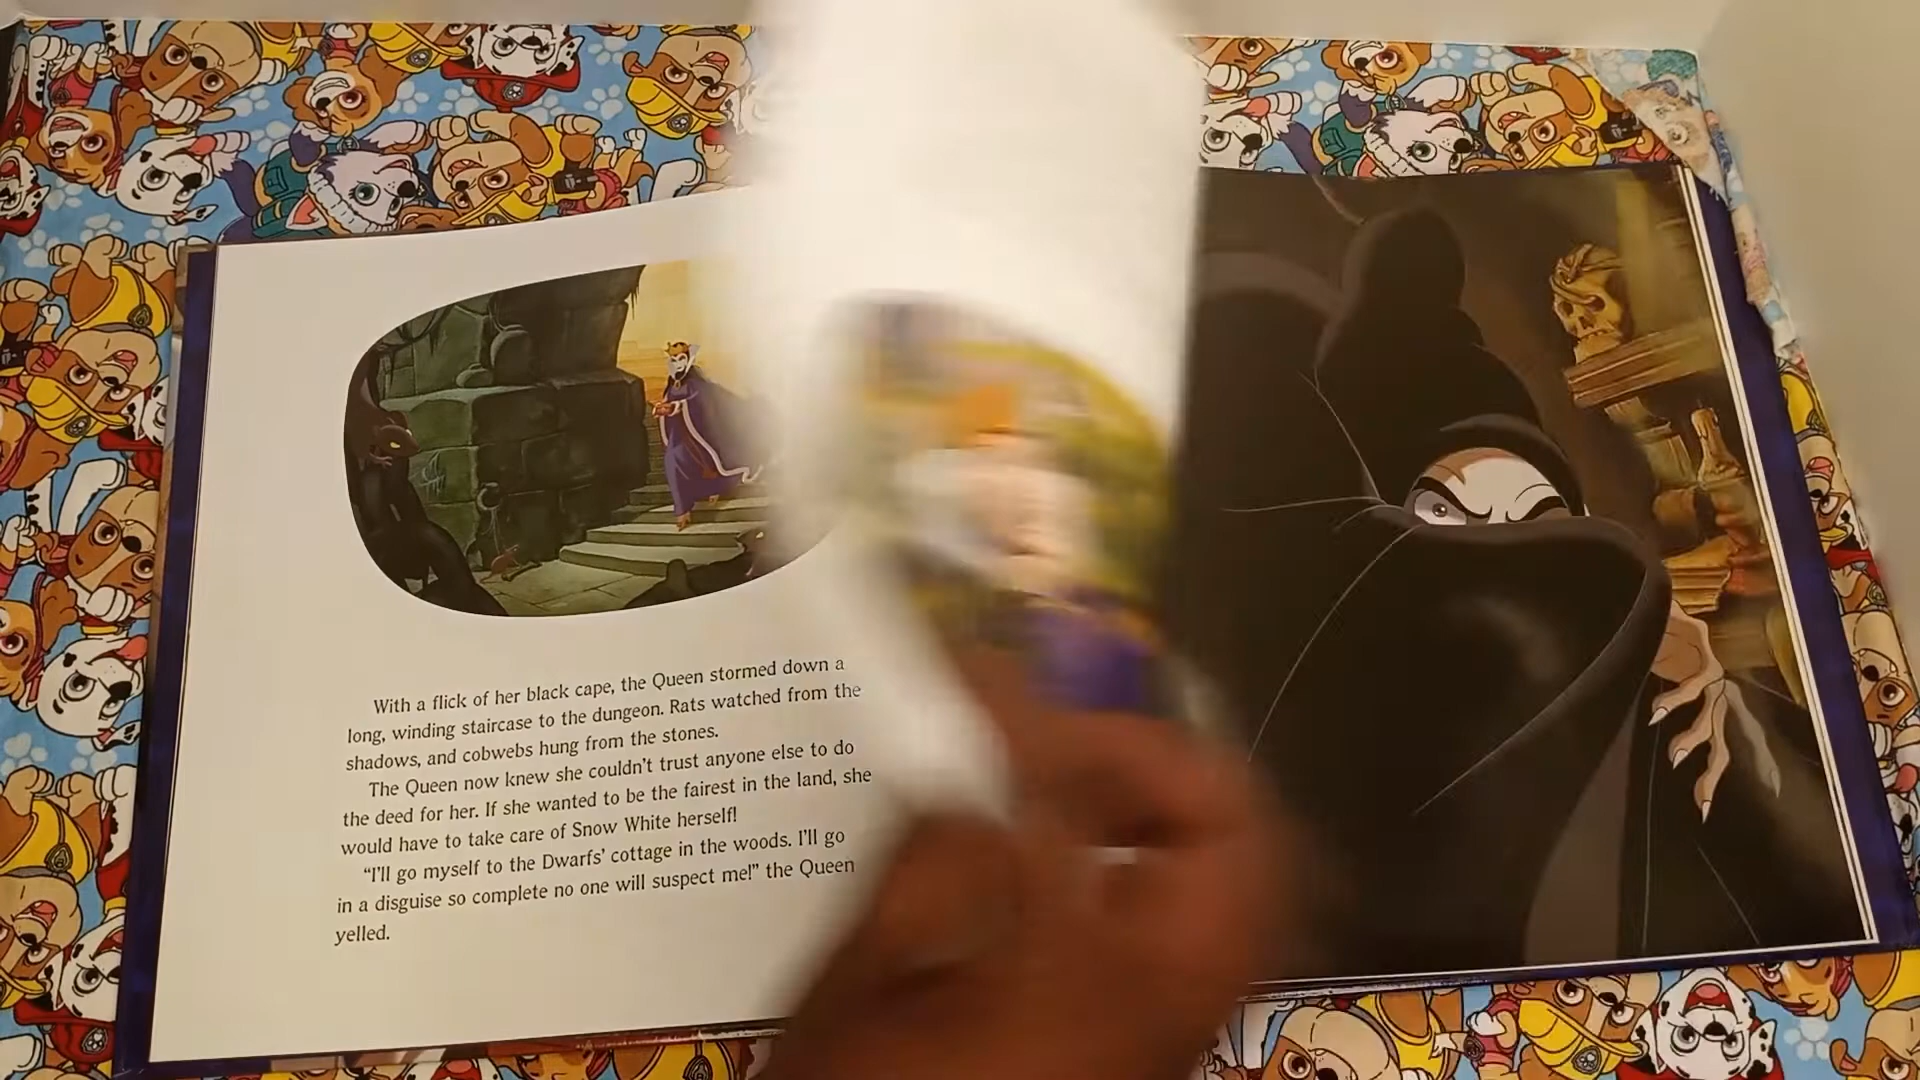 With a flick of her black cape, the Queen stormed down a
long, winding staircase to the dungeon. Rats watched from the
shadows, and cobwebs hung from the stones.
The Queen now knew she couldn't trust anyone else to do
the deed for her. If she wanted to be the fairest in the land, she
would have to take care of Snow White herself!
“I'll go myself to the Dwarfs' cottage in the woods. I'll go
in a disguise so complete no one will suspect me!” the Queen
yelled.